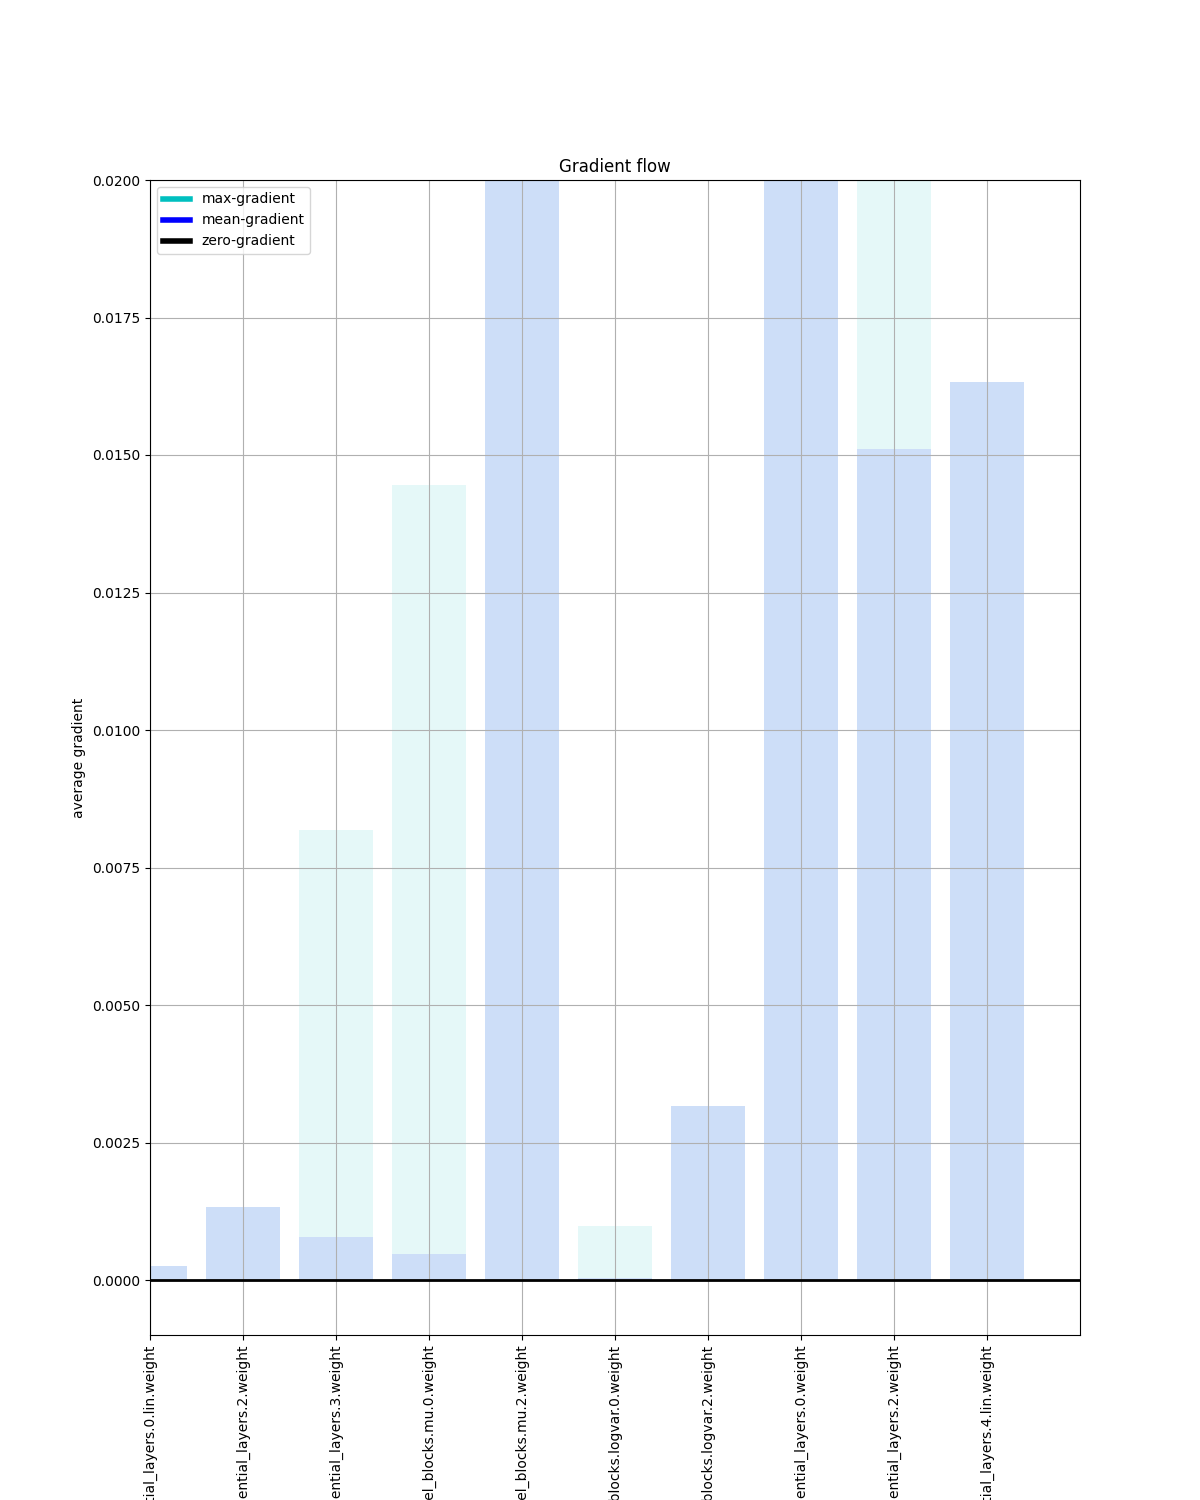 Gradient flow
max-gradient
mean-gradient
zero-gradient
0.0200
0.0175
0.0150
0.0125
0.0100
0.0075
0.0050
0.0025
0.0000
average gradient
tial_layers.0.lin.weight
ential_layers.2.weight
ential_layers.3.weight
el_blocks.mu.0.weight
el_blocks.mu.2.weight
blocks.logvar.0.weight
blocks.logvar.2.weight
ential_layers.0.weight
ential_layers.2.weight
tial_layers.4.lin.weight